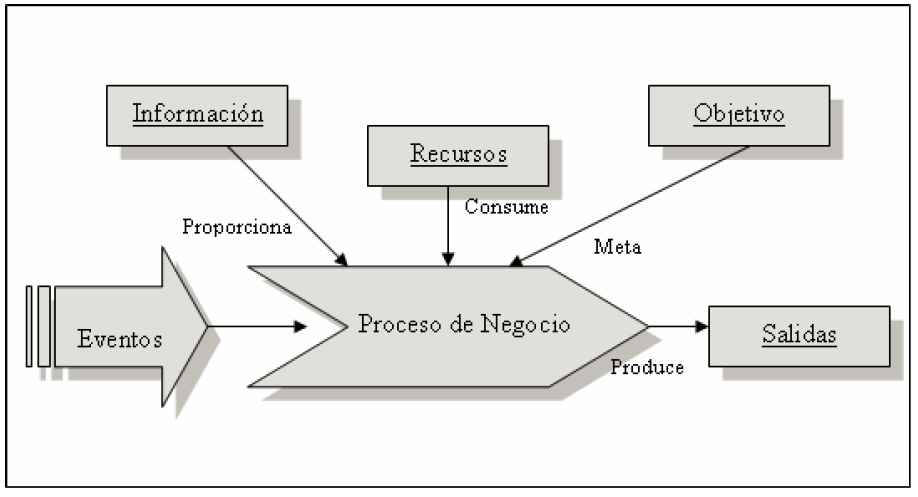 Información
Recursos
Objetivo
Proporciona
Consume
Meta
Eventos
Proceso de Negocio
Produce
Salidas